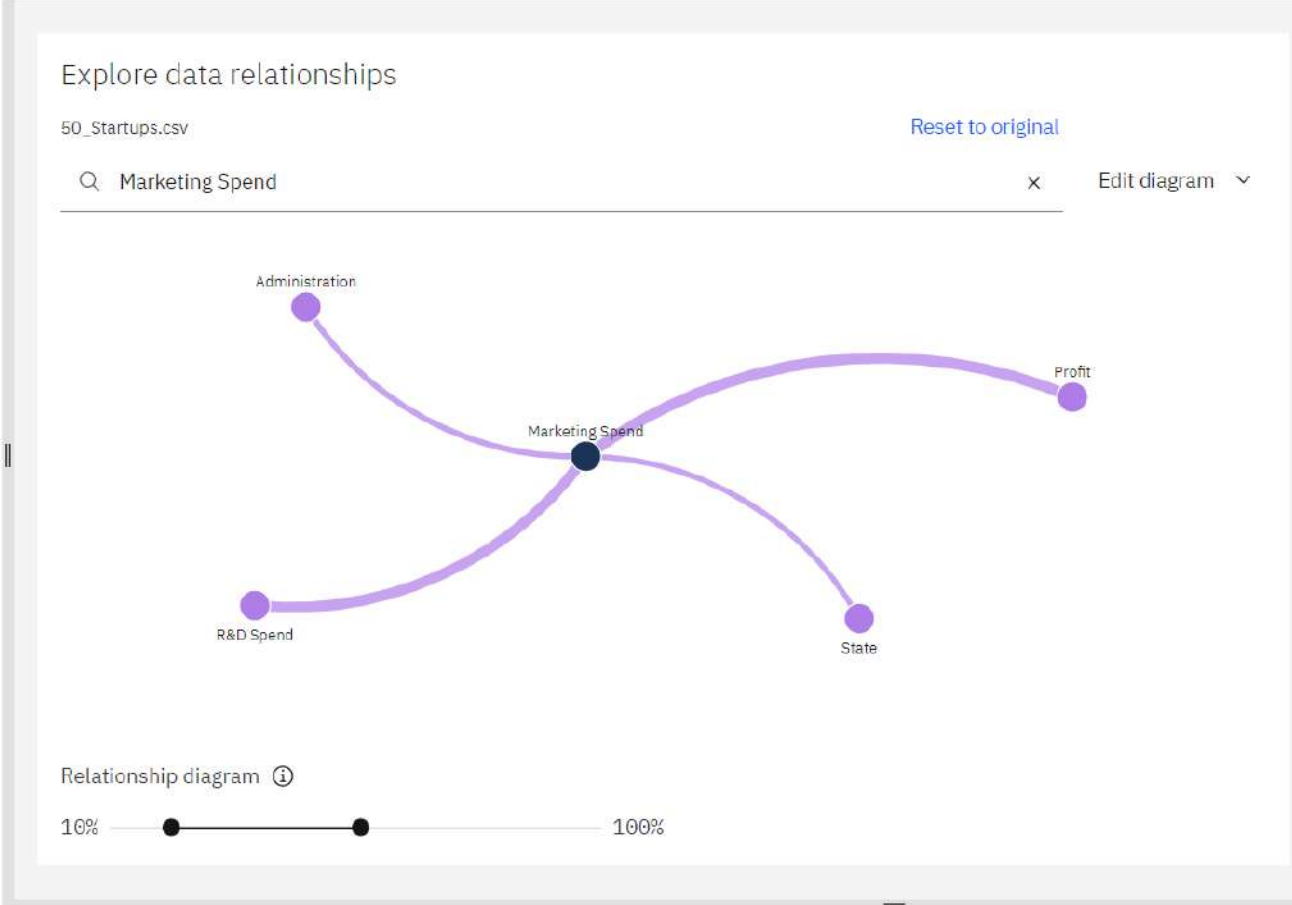 Explore data relationships
50_Startups.csv
Reset to original
Marketing Spend
Edit diagram
Administration
Profit
Marketing Spend
R&D Spend
State
Relationship diagram
10%
100%